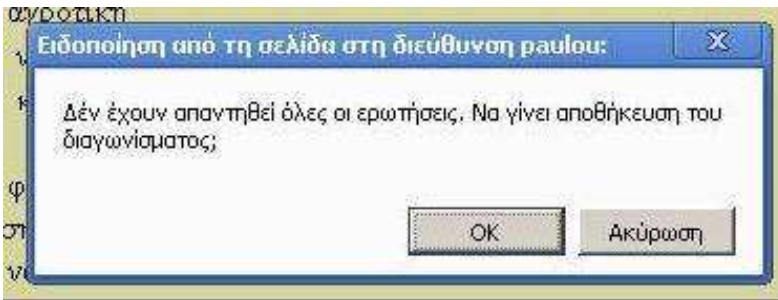 αγροτική
Ειδοποίηση από τη σελίδα στη διεύθυνση paulou:
Δέν έχουν απαντηθεί όλες οι ερωτήσεις. Να γίνει αποθήκευση του
διαγωνίσματος;
OK Ακύρωση